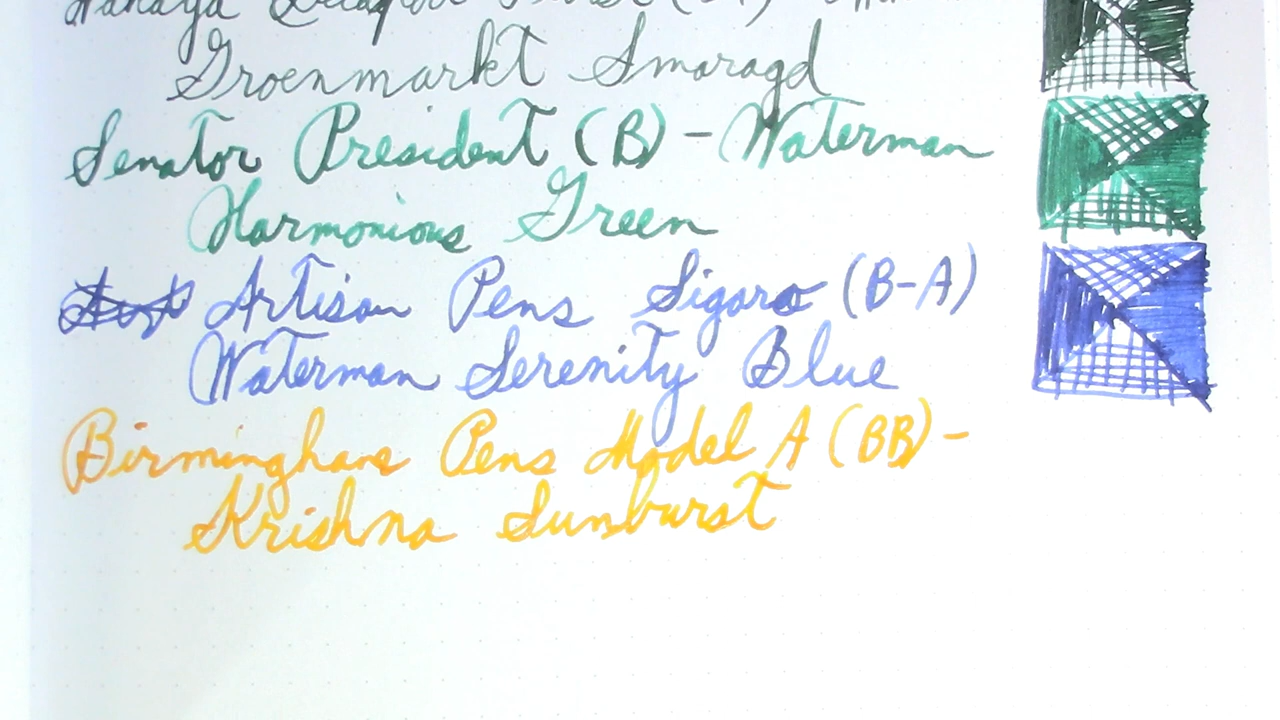 Groenmarkt Smaragd
Senator President (B) - Waterman
Harmonious Green
Artisan Pens Sigaro (B-A)
Waterman Serenity Blue
Birmingham Pens Model A (BB) -
Krishna Sunburst